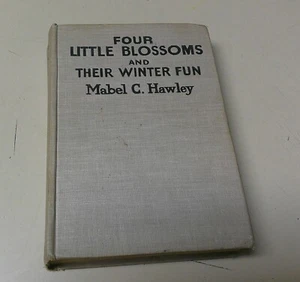 FOUR
LITTLE BLOSSOMS
AND
THEIR WINTER FUN
Mabel C. Hawley